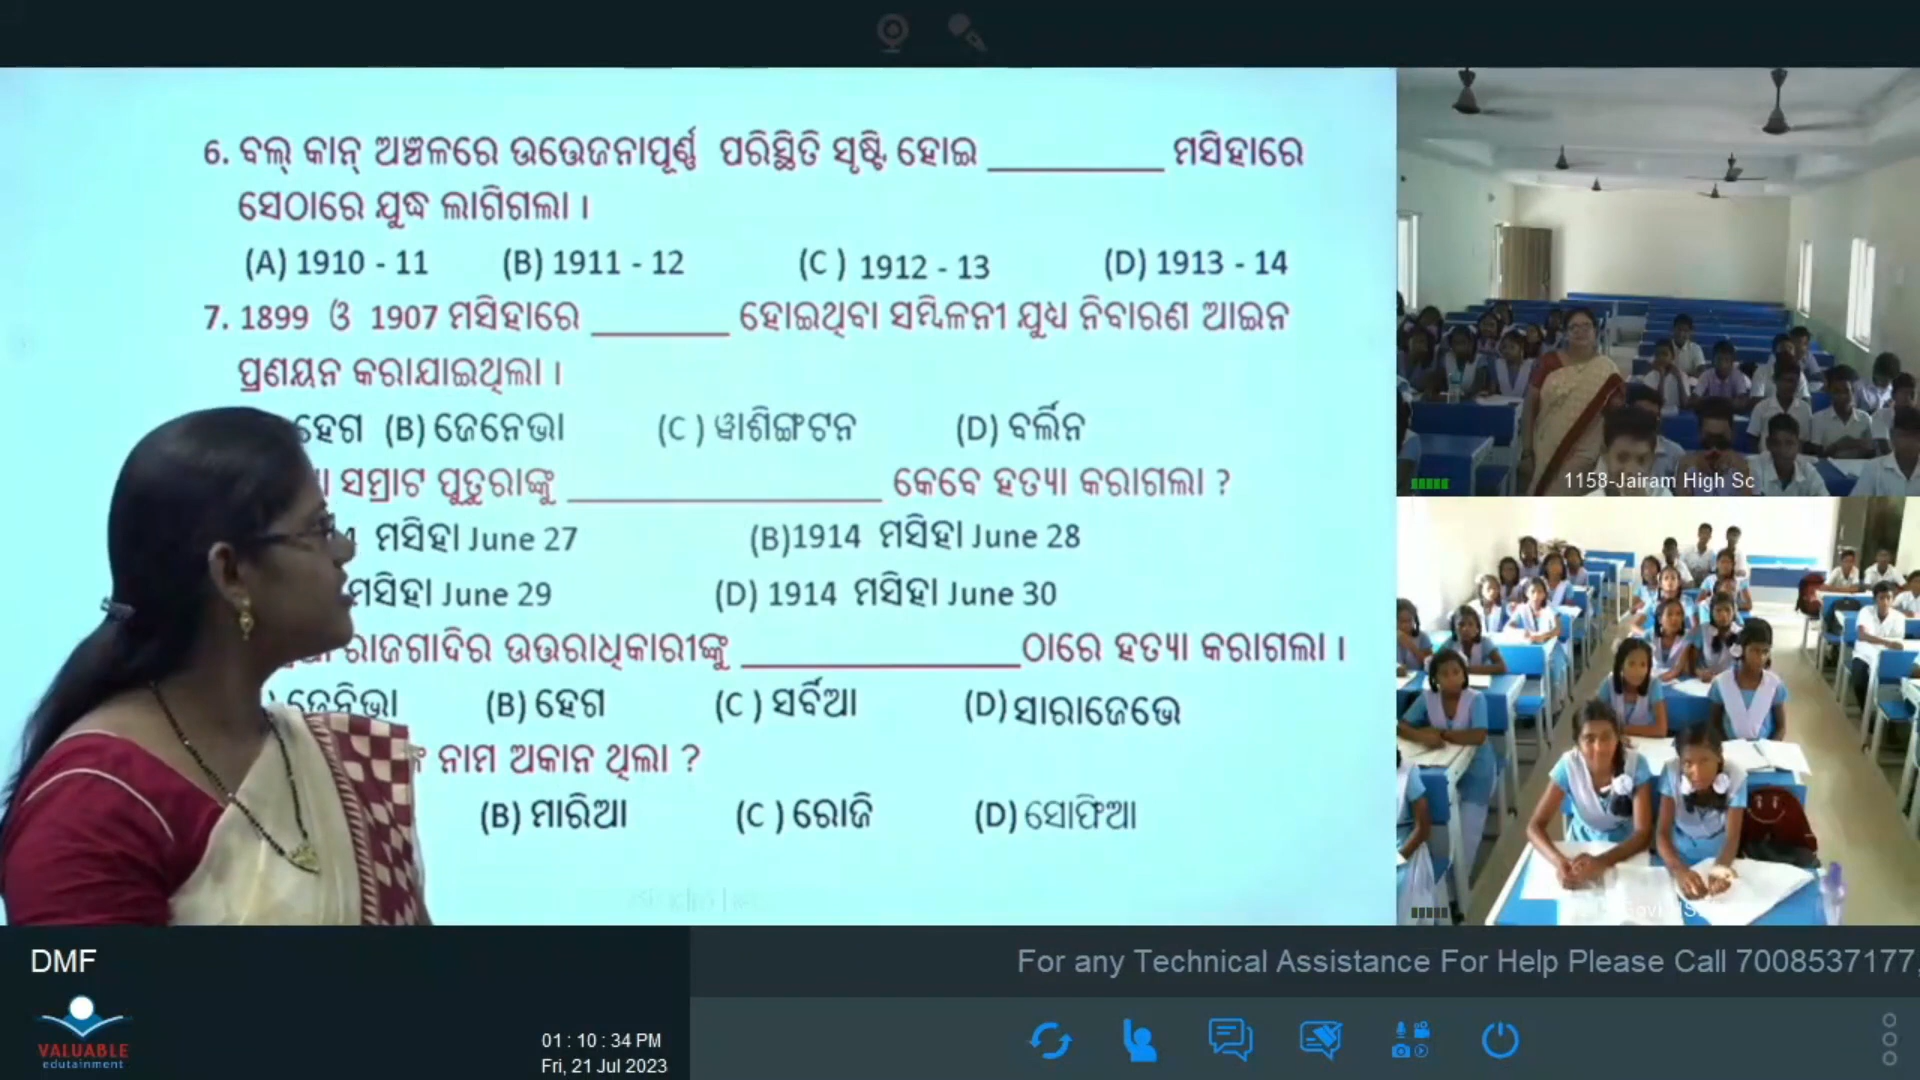 6. ବଲ୍ କାନ୍ ଅଞ୍ଚଳରେ ଉତ୍ତେଜନାପୂର୍ଣ୍ଣ ପରିସ୍ଥିତି ସୃଷ୍ଟି ହୋଇ __________ ମସିହାରେ
ସେଠାରେ ଯୁଦ୍ଧ ଲାଗିଗଲା ।
(A) 1910 - 11 (B) 1911 - 12 (C ) 1912 - 13 (D) 1913 - 14
7. 1899 ଓ 1907 ମସିହାରେ ________ ହୋଇଥିବା ସମ୍ମିଳନୀ ଯୁଧ୍ୟ ନିବାରଣ ଆଇନ
ପ୍ରଣୟନ କରାଯାଇଥିଲା ।
ହେଗ (B) ଜେନେଭା (C ) ୱାଶିଙ୍ଗଟନ (D) ବର୍ଲିନ
ସମ୍ରାଟ ପୁତୁରାଙ୍କୁ __________________ କେବେ ହତ୍ୟା କରାଗଲା ?
ମସିହା June 27 (B)1914 ମସିହା June 28
ମସିହା June 29 (D) 1914 ମସିହା June 30
ରାଜଗାଦିର ଉତ୍ତରାଧିକାରୀଙ୍କୁ ________________ଠାରେ ହତ୍ୟା କରାଗଲା ।
ଜେନିଭା (B) ହେଗ (C ) ସର୍ବିଆ (D) ସାରାଜେଭେ
ନାମ ଅକାନ ଥିଲା ?
(B) ମାରିଆ (C ) ରୋଜି (D) ସୋଫିଆ
1158-Jairam High Sc
DMF
For any Technical Assistance For Help Please Call 7008537177,
VALUABLE
edutainment
01 : 10 : 34 PM
Fri, 21 Jul 2023